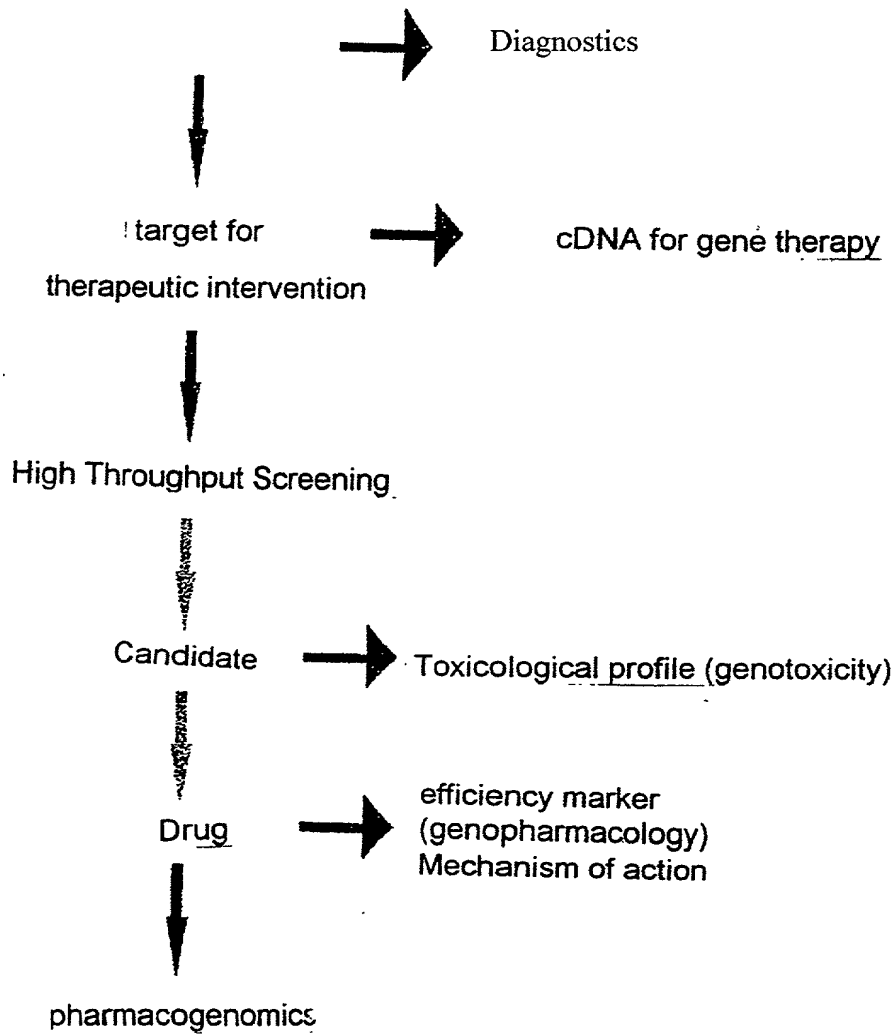 Diagnostics
! target for
cDNA for gene therapy
therapeutic intervention
High Throughput Screening
Candidate
Toxicological profile (genotoxicity)
Drug
efficiency marker
(genopharmacology)
Mechanism of action
pharmacogenomics